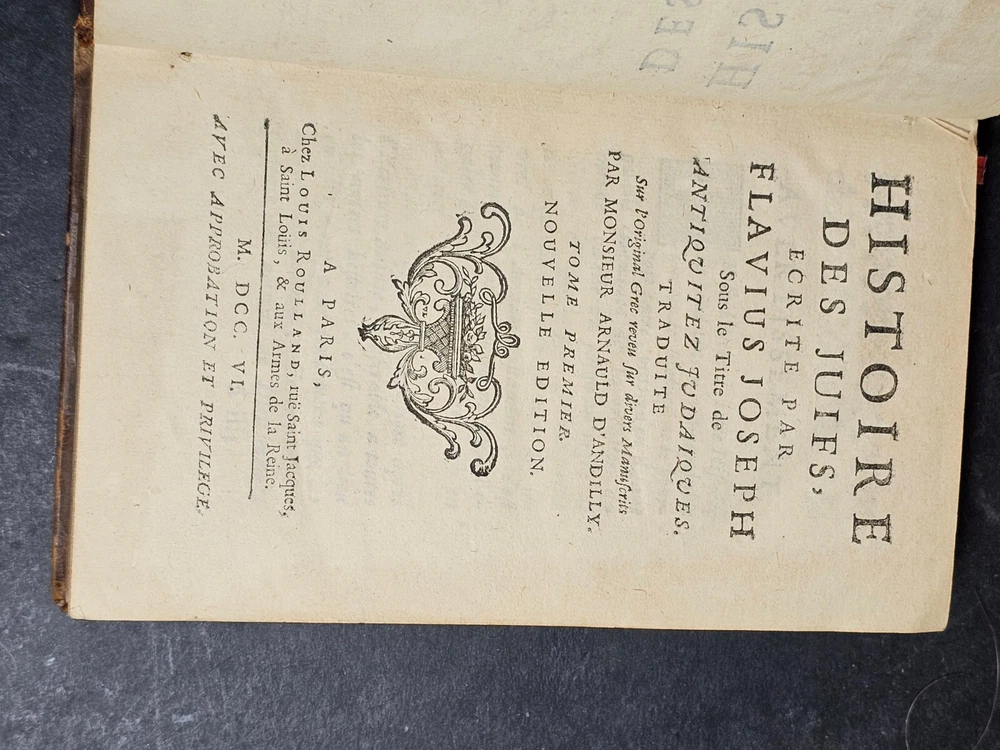 HISTOIRE
DES JUIFS,
ECRITE PAR
FLAVIUS JOSEPH
Sous le Titre de
ANTIQUITEZ JUDAIQUES.
TRADUITE
Sur l'Original Grec reveu sur divers Manuscrits
PAR MONSIEUR ARNAULD D'ANDILLY.
TOME PREMIER.
NOUVELLE EDITION.
A PARIS,
Chez LOUIS ROULLAND, ruë Saint Jacques,
à Saint Loüis, & aux Armes de la Reine.
M. DCC. VI.
AVEC APPROBATION ET PRIVILEGE.